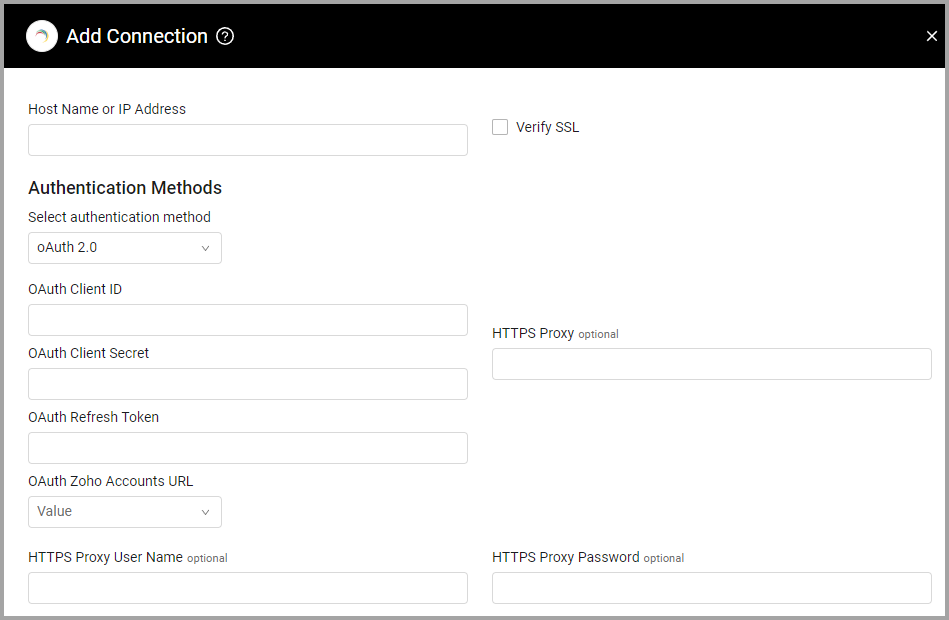 Add Connection ?
Host Name or IP Address
Verify SSL
Authentication Methods
Select authentication method
oAuth 2.0
OAuth Client ID
HTTPS Proxy optional
OAuth Client Secret
OAuth Refresh Token
OAuth Zoho Accounts URL
Value
HTTPS Proxy User Name optional
HTTPS Proxy Password optional